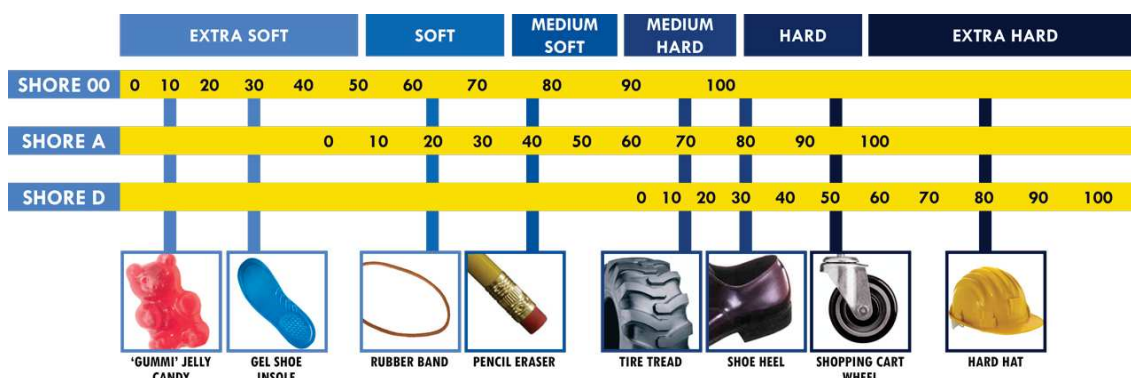 EXTRA SOFT
SOFT
MEDIUM
SOFT
MEDIUM
HARD
HARD
EXTRA HARD
SHORE 00 0 10 20 30 40 50 60 70 80 90 100
SHORE A 0 10 20 30 40 50 60 70 80 90 100
SHORE D 0 10 20 30 40 50 60 70 80 90 100
'GUMMI' JELLY
CANDY
GEL SHOE
INSOLE
RUBBER BAND
PENCIL ERASER
TIRE TREAD
SHOE HEEL
SHOPPING CART
WHEEL
HARD HAT